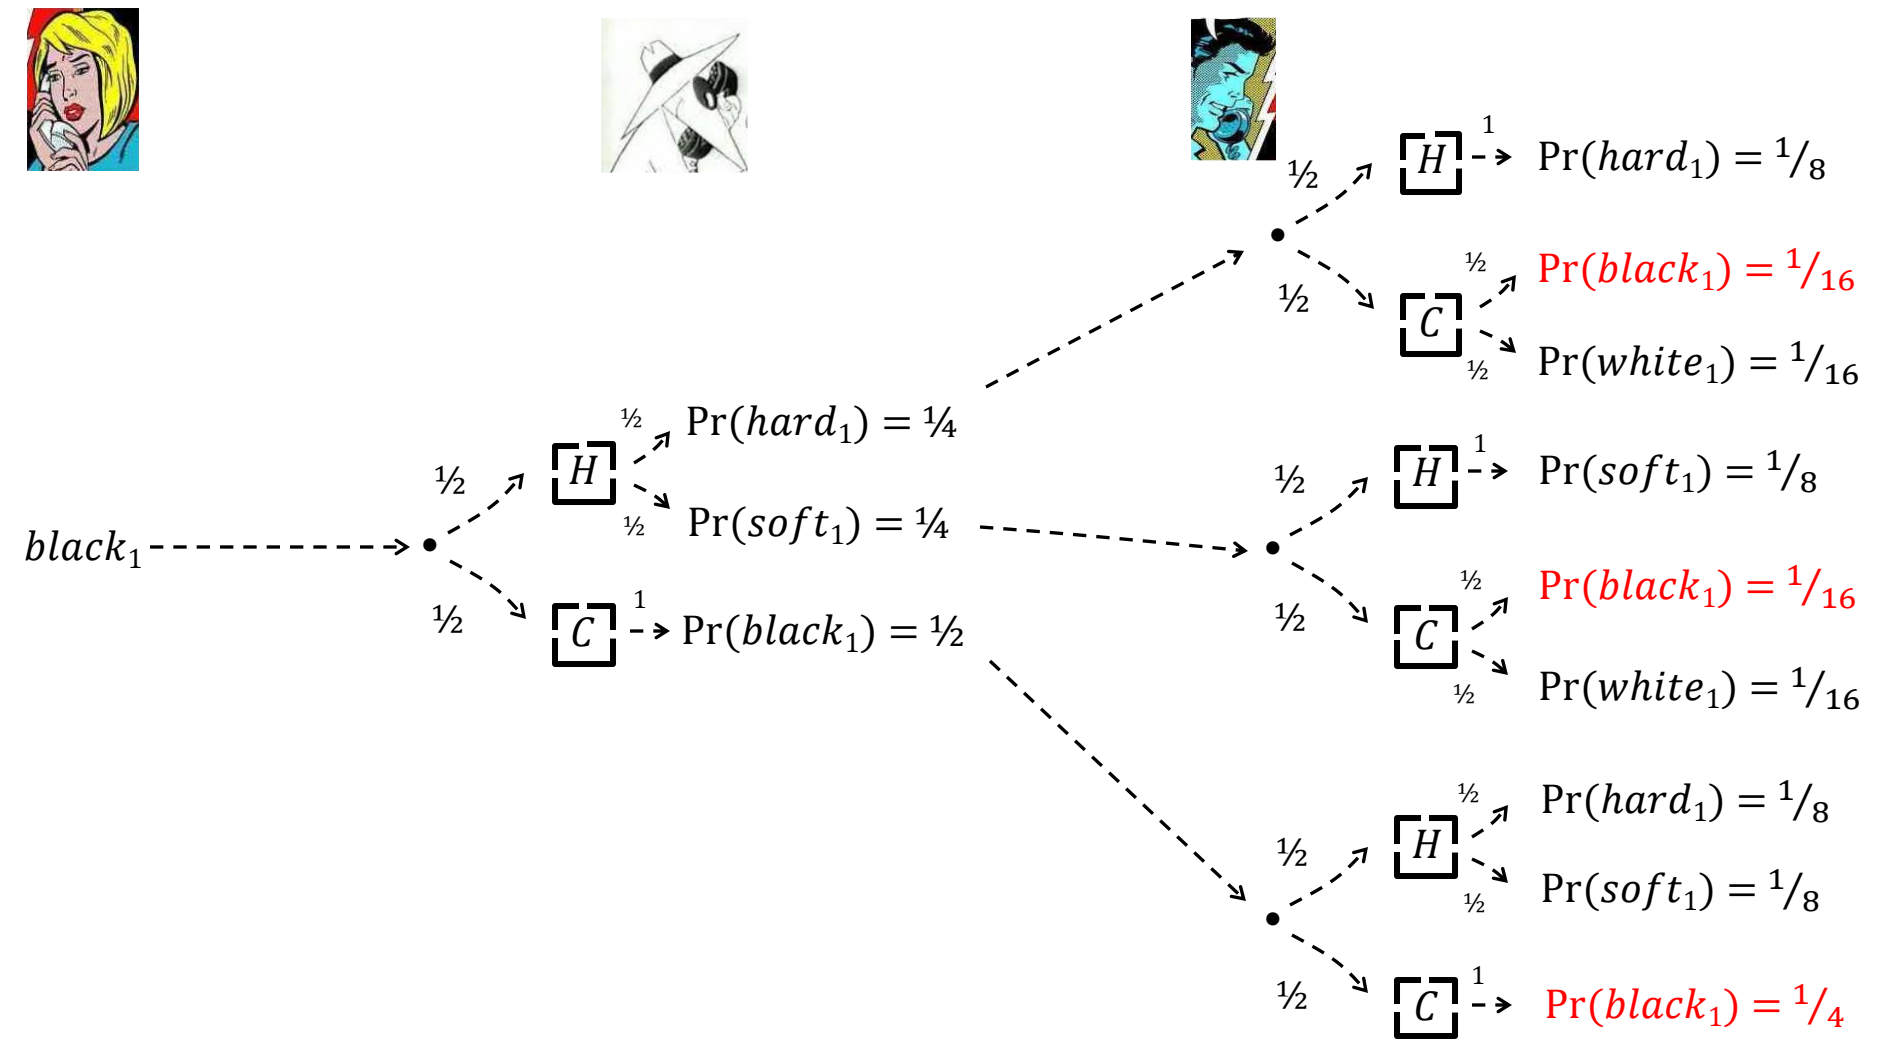 1
½
H
Pr(hard₁) = 1/8
½
Pr(black₁) = 1/16
½
C
½
Pr(white₁) = 1/16
½
Pr(hard₁) = ¼
½
H
½
Pr(soft₁) = ¼
black₁
½
C
1
Pr(black₁) = ½
½
H
1
Pr(soft₁) = 1/8
½
½
Pr(black₁) = 1/16
C
½
Pr(white₁) = 1/16
½
H
½
Pr(hard₁) = 1/8
½
Pr(soft₁) = 1/8
½
C
1
Pr(black₁) = 1/4